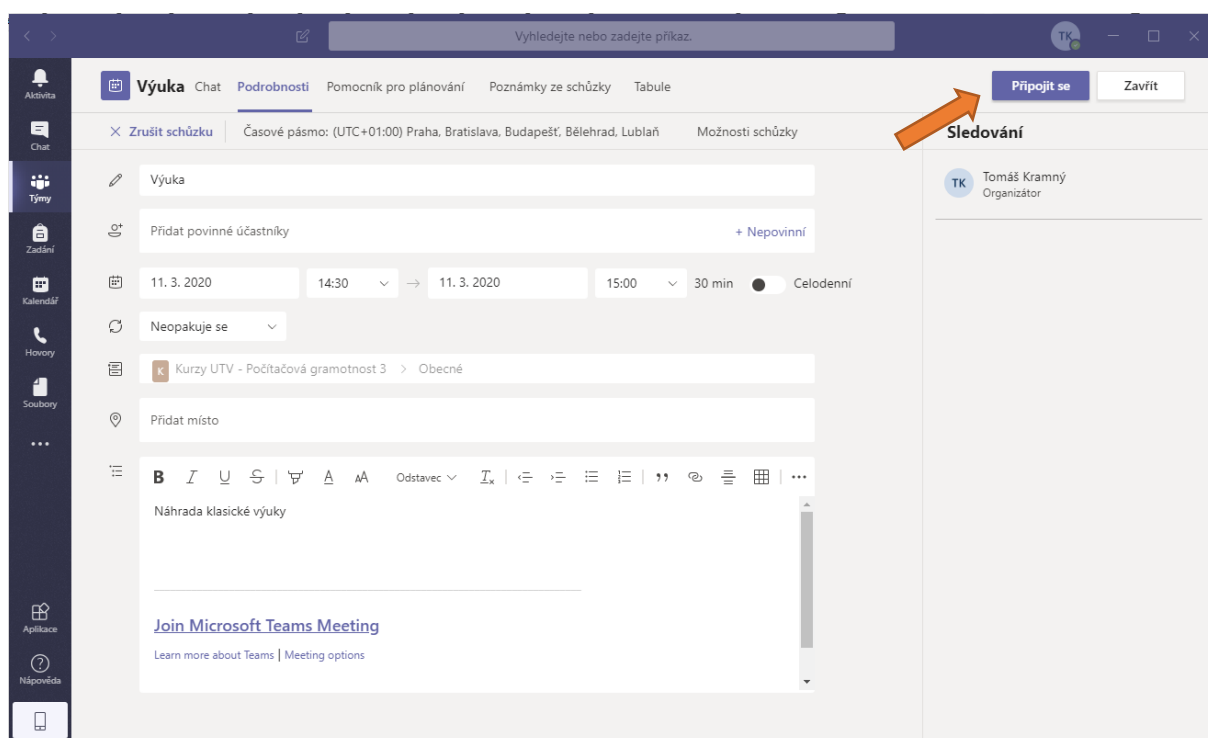 Vyhledejte nebo zadejte příkaz.
TK
Aktivita
Chat
Týmy
Zadání
Kalendář
Hovory
Soubory
Aplikace
Nápověda
Výuka Chat Podrobnosti Pomocník pro plánování Poznámky ze schůzky Tabule
Připojit se Zavřít
Zrušit schůzku Časové pásmo: (UTC+01:00) Praha, Bratislava, Budapešť, Bělehrad, Lublaň Možnosti schůzky
Výuka
Přidat povinné účastníky + Nepovinní
11. 3. 2020 14:30 → 11. 3. 2020 15:00 30 min Celodenní
Neopakuje se
K Kurzy UTV - Počítačová gramotnost 3 > Obecné
Přidat místo
B I U S A AA Odstavec Tx
Náhrada klasické výuky
Join Microsoft Teams Meeting
Learn more about Teams | Meeting options
Sledování
TK Tomáš Kramný
Organizátor